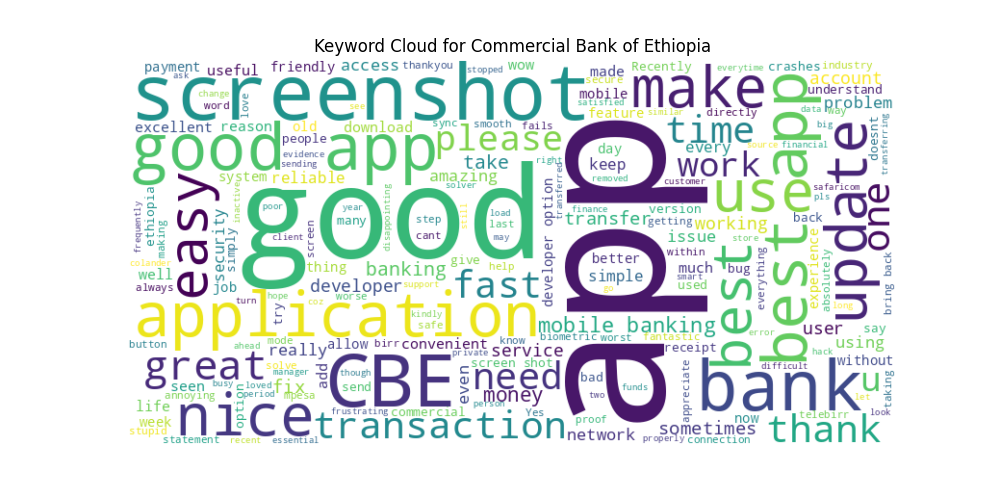 Keyword Cloud for Commercial Bank of Ethiopia
payment useful friendly access thankyou wow made Recently everytime crashes industry
ask stopped secure account understand
change love see satisfied mobile feature similar directly data way problem
word screenshot make app
excellent reason old download sync smooth fails time every big doesnt transferring
people please
good app evidence sending take right day keep work financial update one
system reliable amazing solver removed customer safaricom pls
easy security simply inactive poor year many disappointing step cant load last may still developer option transferred finance use best app
frequently ethiopia making client screen good app transfer getting version working back
colander well thing banking give help better simple issue within store experience absolutely
always job developer support fast go much smart used bug everything bring back
turn hope coz worse
try application kindly safe mobile banking best long
button ahead mode birr convenient know biometric worst fantastic error user say using
allow really private service receipt hack
great solve CBE screen shot bad difficult without
seen busy loved manager add though even need two funds appreciate bank u taking
annoying option period fix send money let
life mpesa person telebirr look
week nice frustrating commercial Yes proof now
stupid transaction network sometimes thank
statement recent essential properly connection